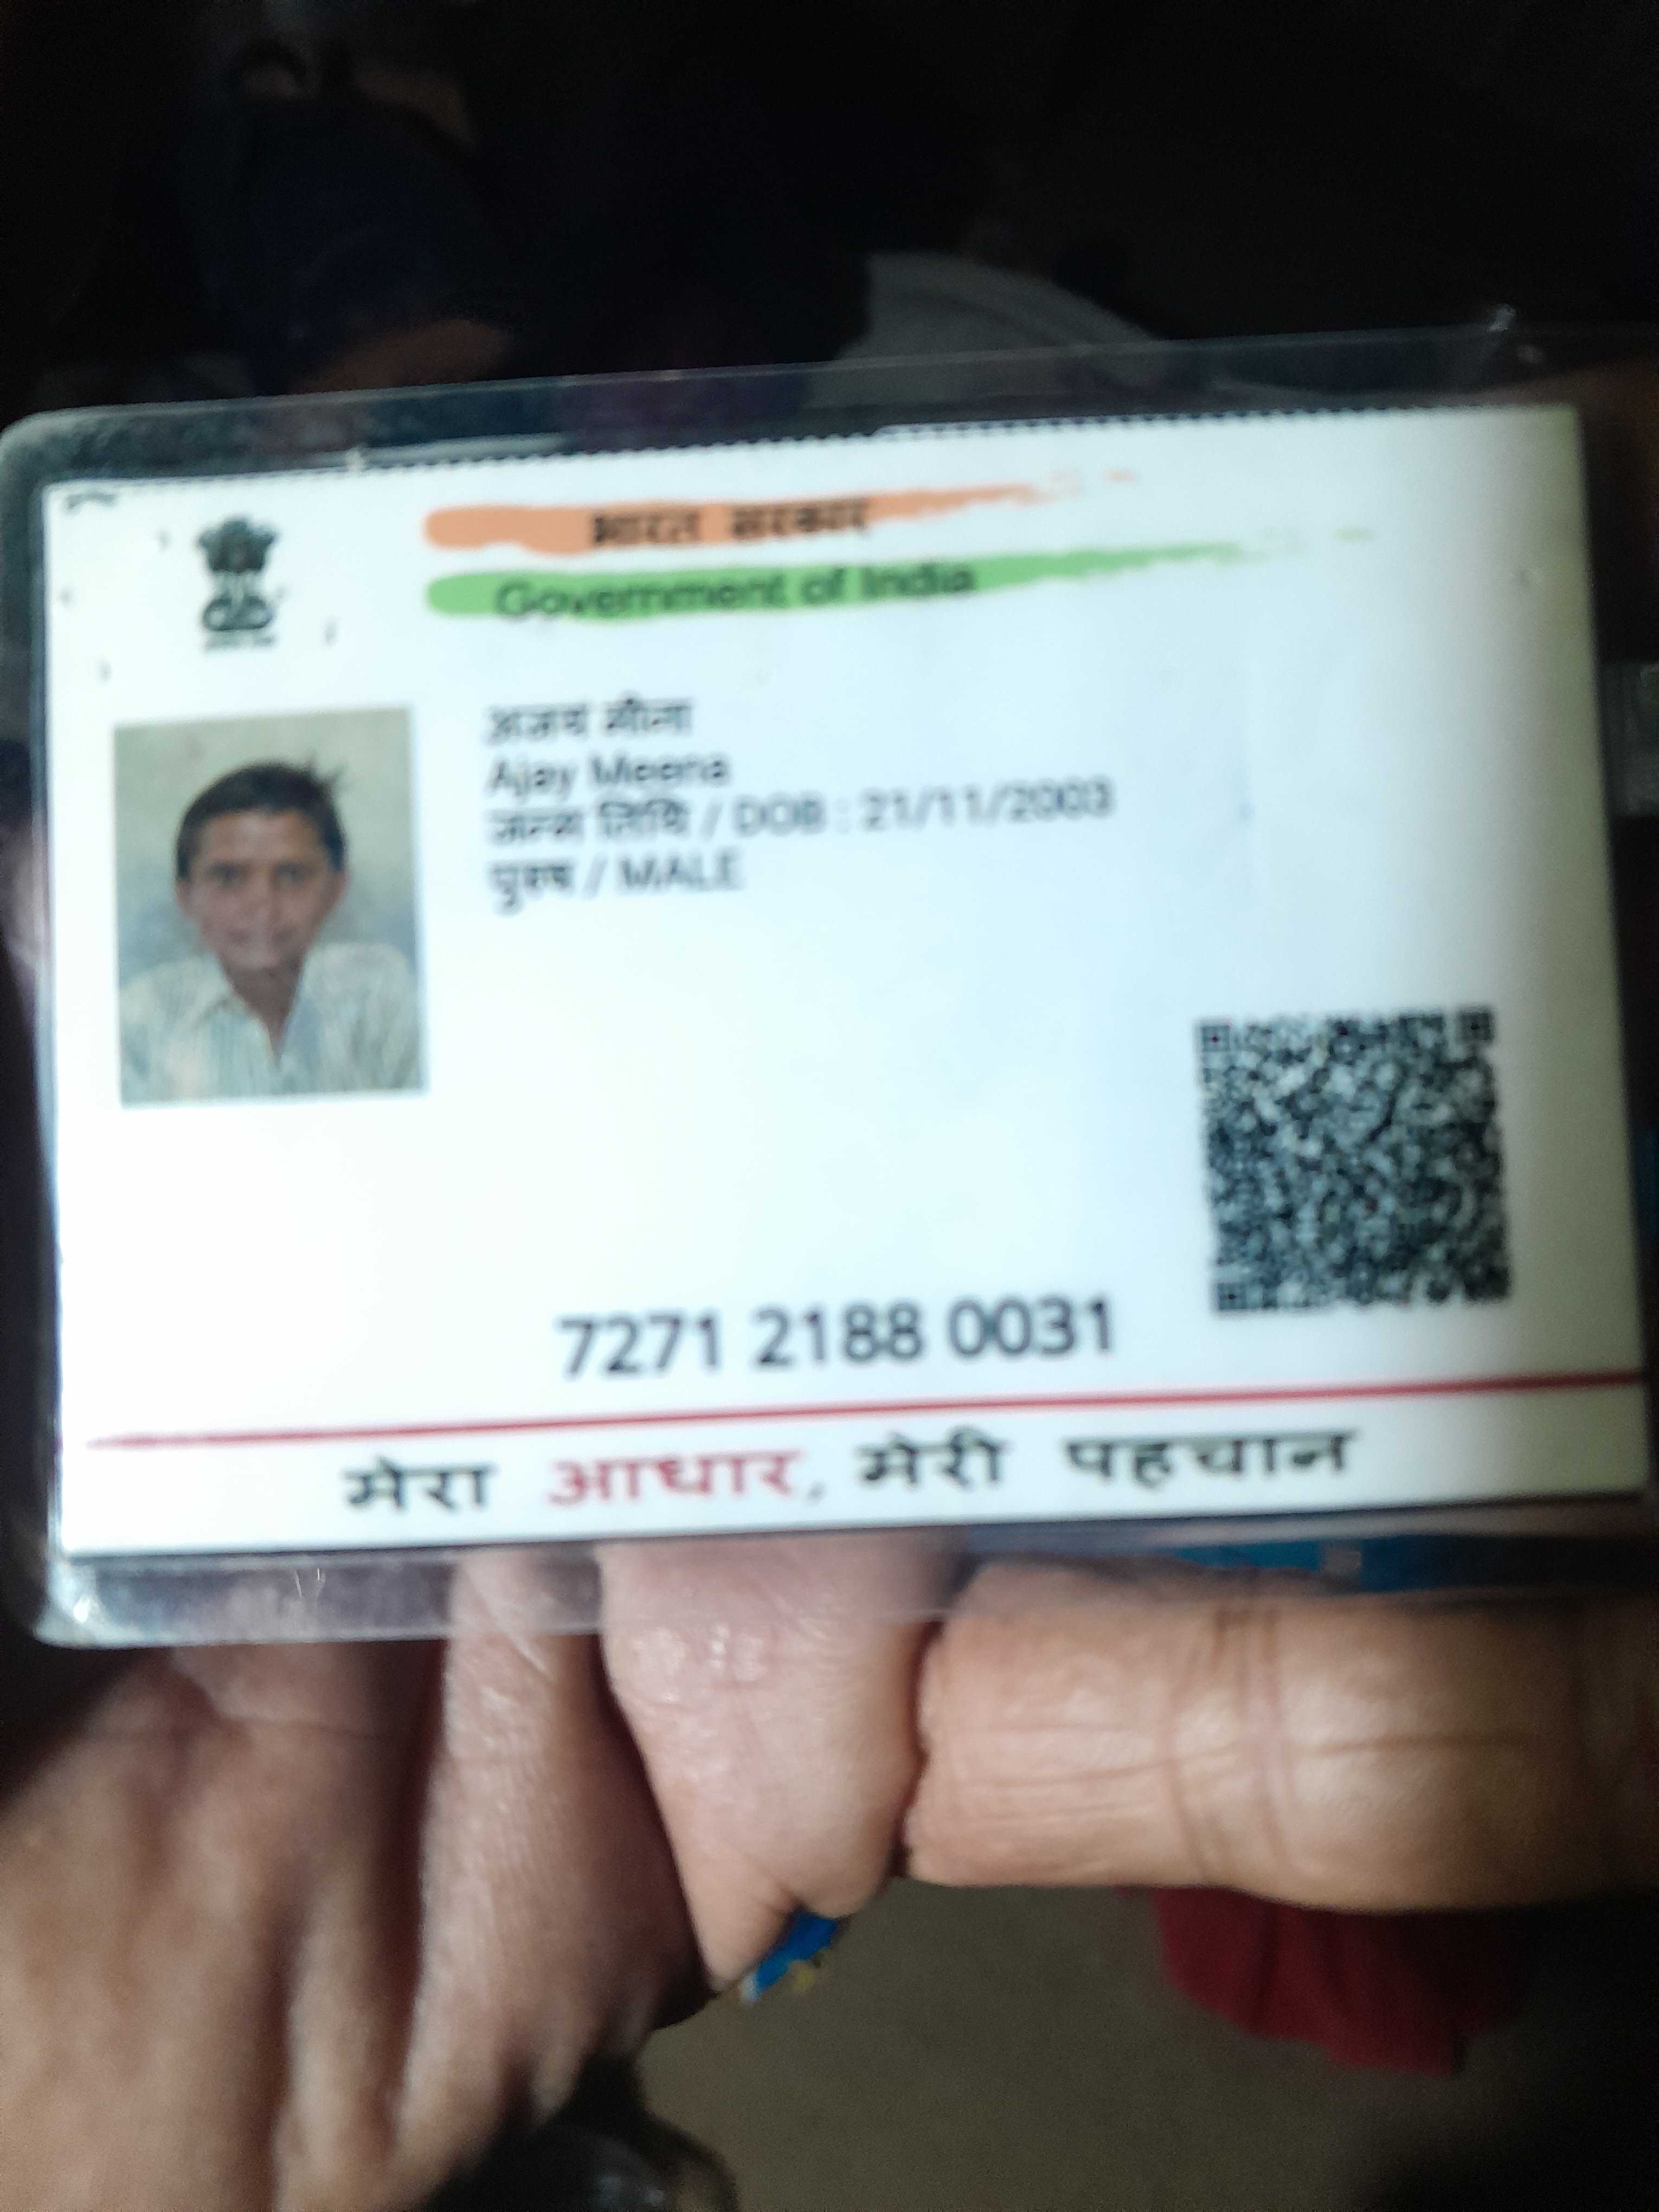 भारत सरकार
Government of India
अजय मीना
Ajay Meena
जन्म तिथि / DOB : 21/11/2003
पुरुष / MALE
7271 2188 0031
मेरा आधार, मेरी पहचान